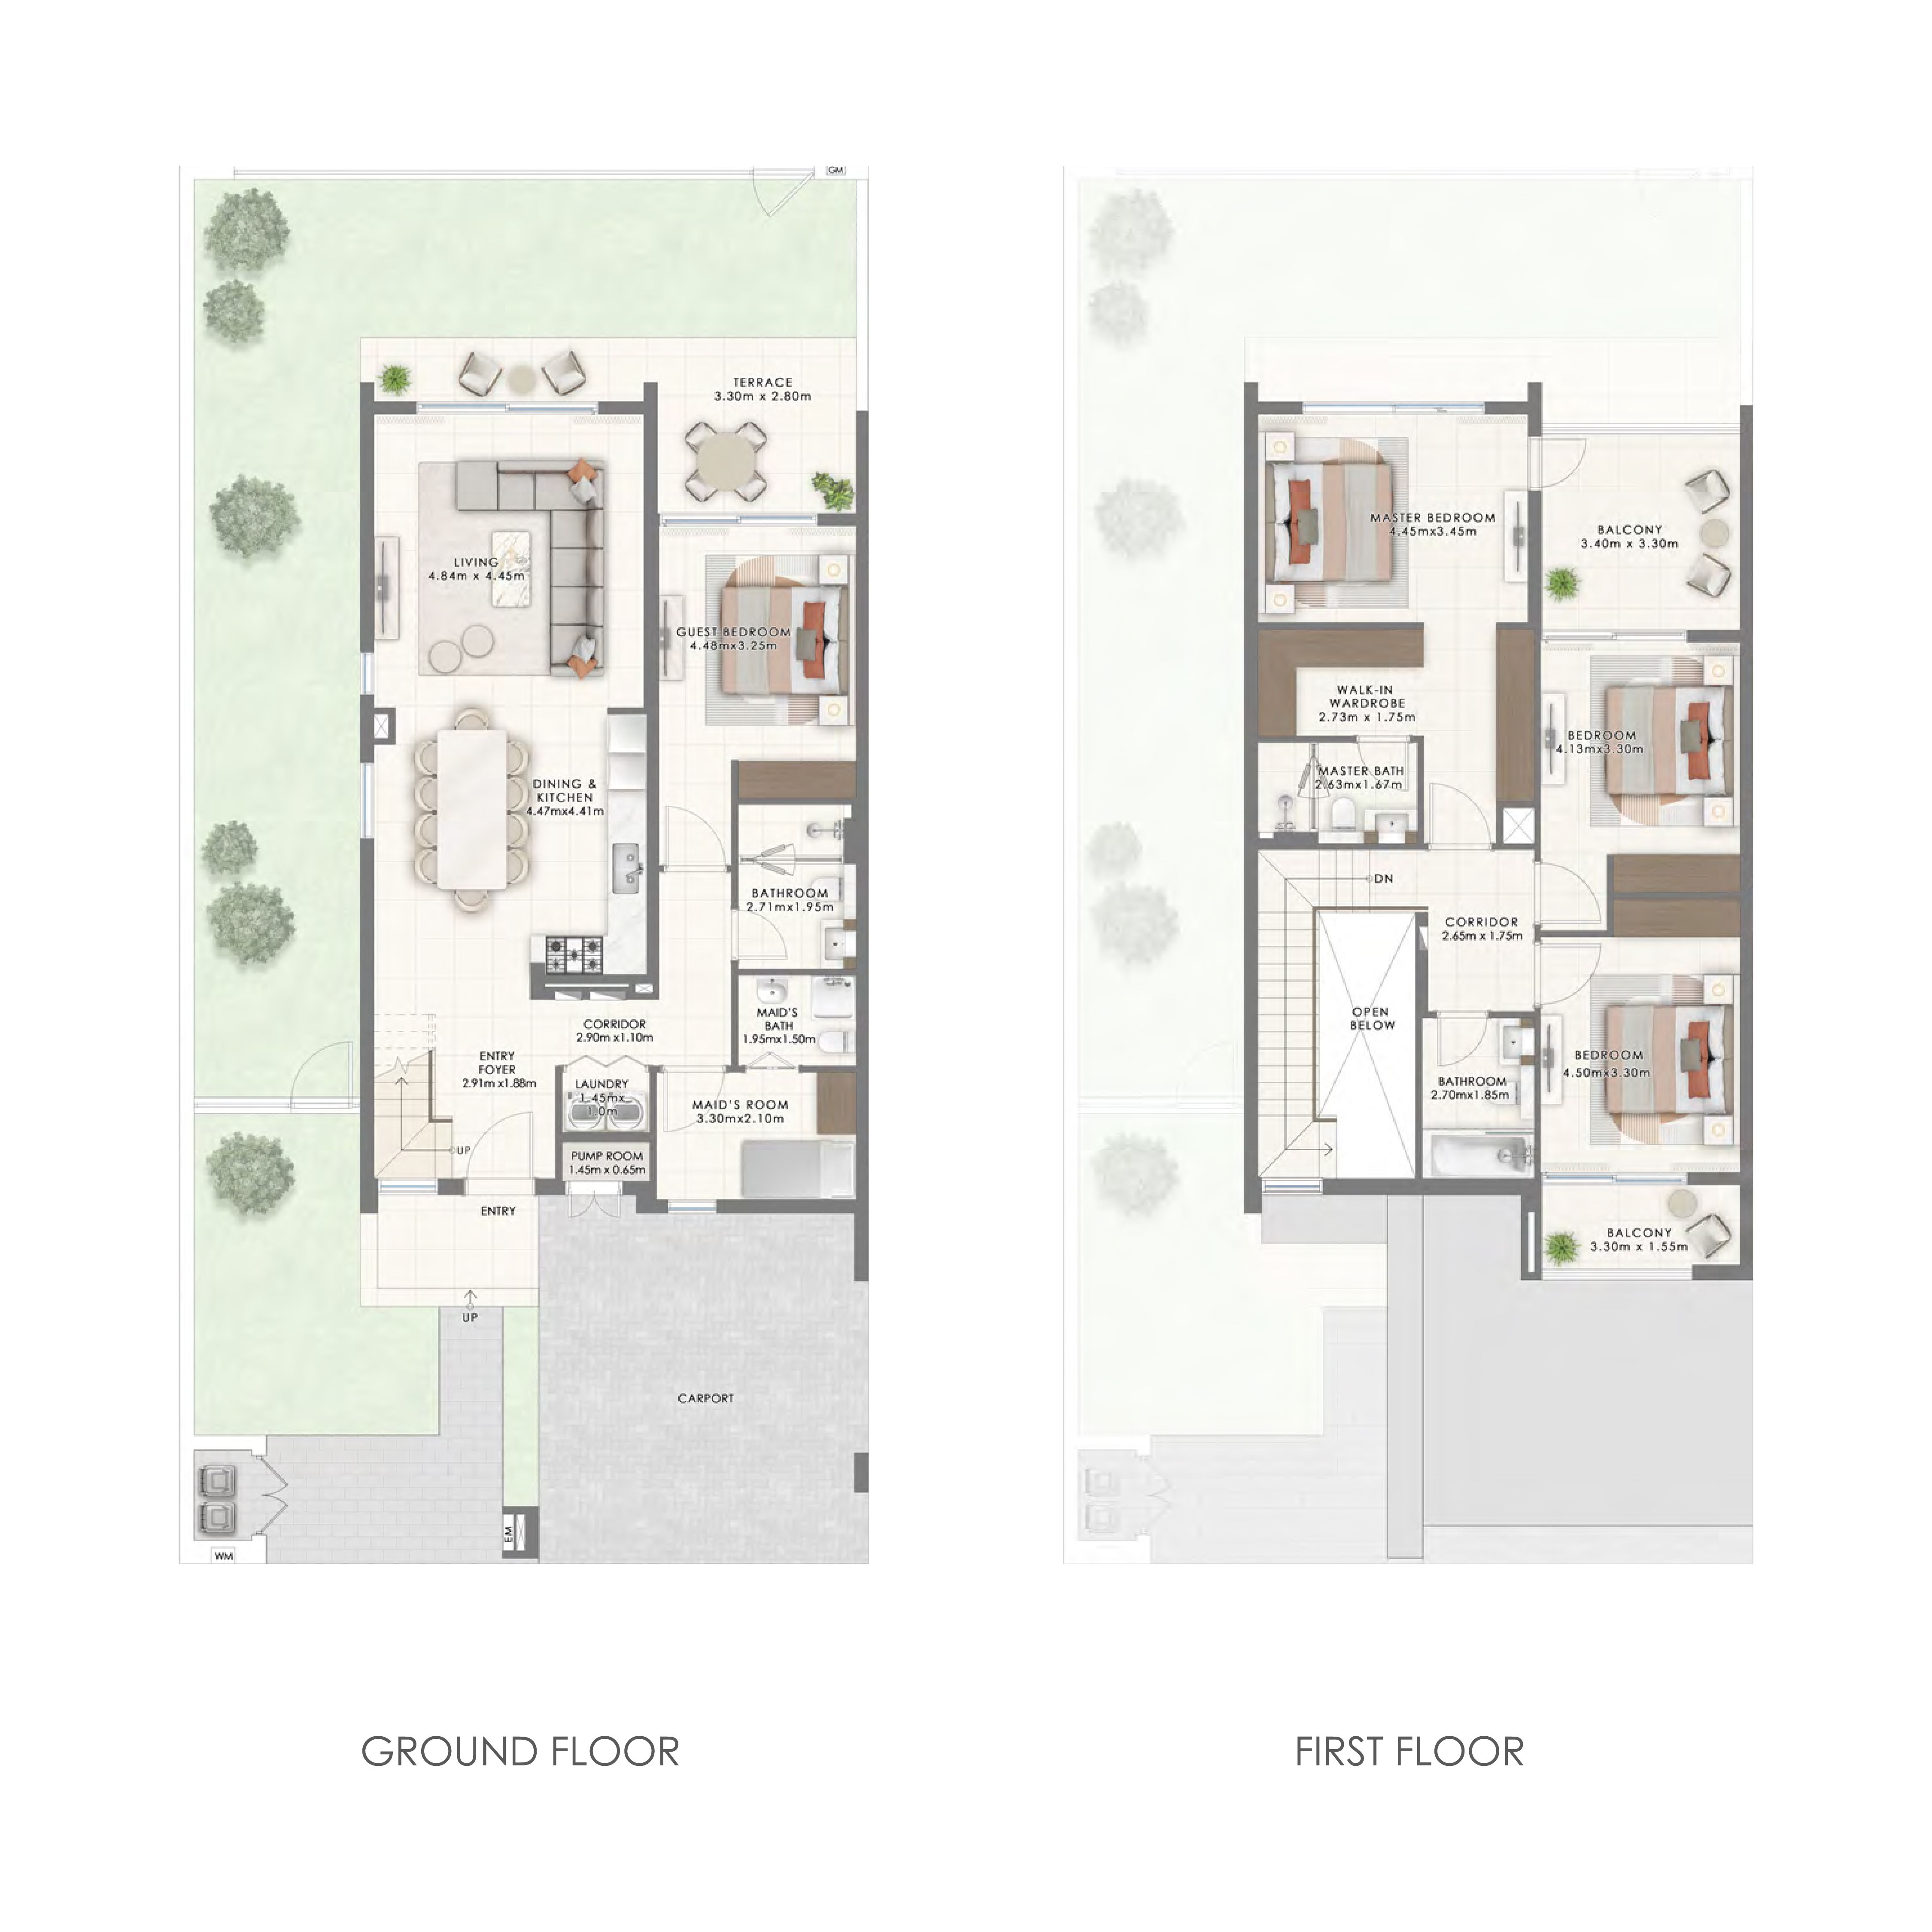 GM
TERRACE
3.30m x 2.80m
LIVING
4.84m x 4.45m
GUEST BEDROOM
4.48mx3.25m
DINING &
KITCHEN
4.47mx4.41m
BATHROOM
2.71mx1.95m
MAID'S
BATH
1.95mx1.50m
CORRIDOR
2.90m x1.10m
ENTRY
FOYER
2.91m x1.88m
LAUNDRY
1.45mx
1.0m
MAID'S ROOM
3.30mx2.10m
UP
PUMP ROOM
1.45m x 0.65m
ENTRY
UP
CARPORT
EM
WM
GROUND FLOOR
MASTER BEDROOM
4.45mx3.45m
BALCONY
3.40m x 3.30m
WALK-IN
WARDROBE
2.73m x 1.75m
BEDROOM
4.13mx3.30m
MASTER BATH
2.63mx1.67m
DN
CORRIDOR
2.65m x 1.75m
OPEN
BELOW
BEDROOM
4.50mx3.30m
BATHROOM
2.70mx1.85m
BALCONY
3.30m x 1.55m
FIRST FLOOR